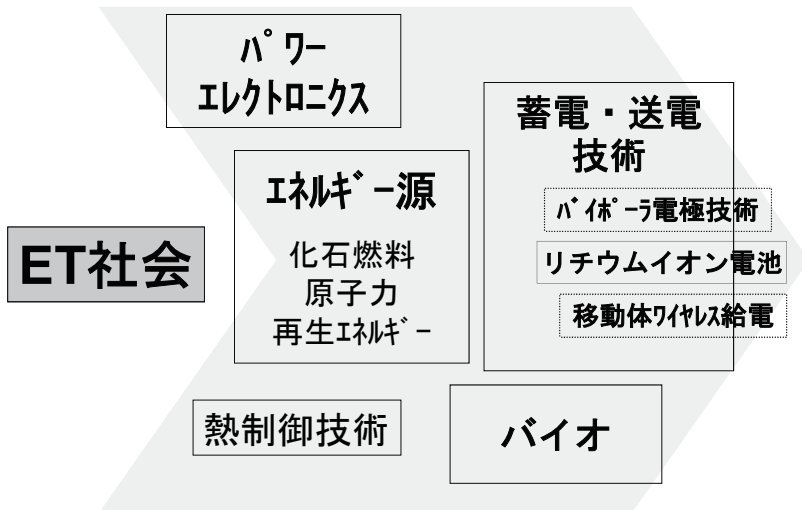 ﾊﾟﾜｰ
ｴﾚｸﾄﾛﾆｸｽ
蓄電・送電
技術
ﾊﾞｲﾎﾟｰﾗ電極技術
リチウムイオン電池
移動体ﾜｲﾔﾚｽ給電
ｴﾈﾙｷﾞｰ源
化石燃料
原子力
再生ｴﾈﾙｷﾞｰ
ET社会
熱制御技術
バイオ